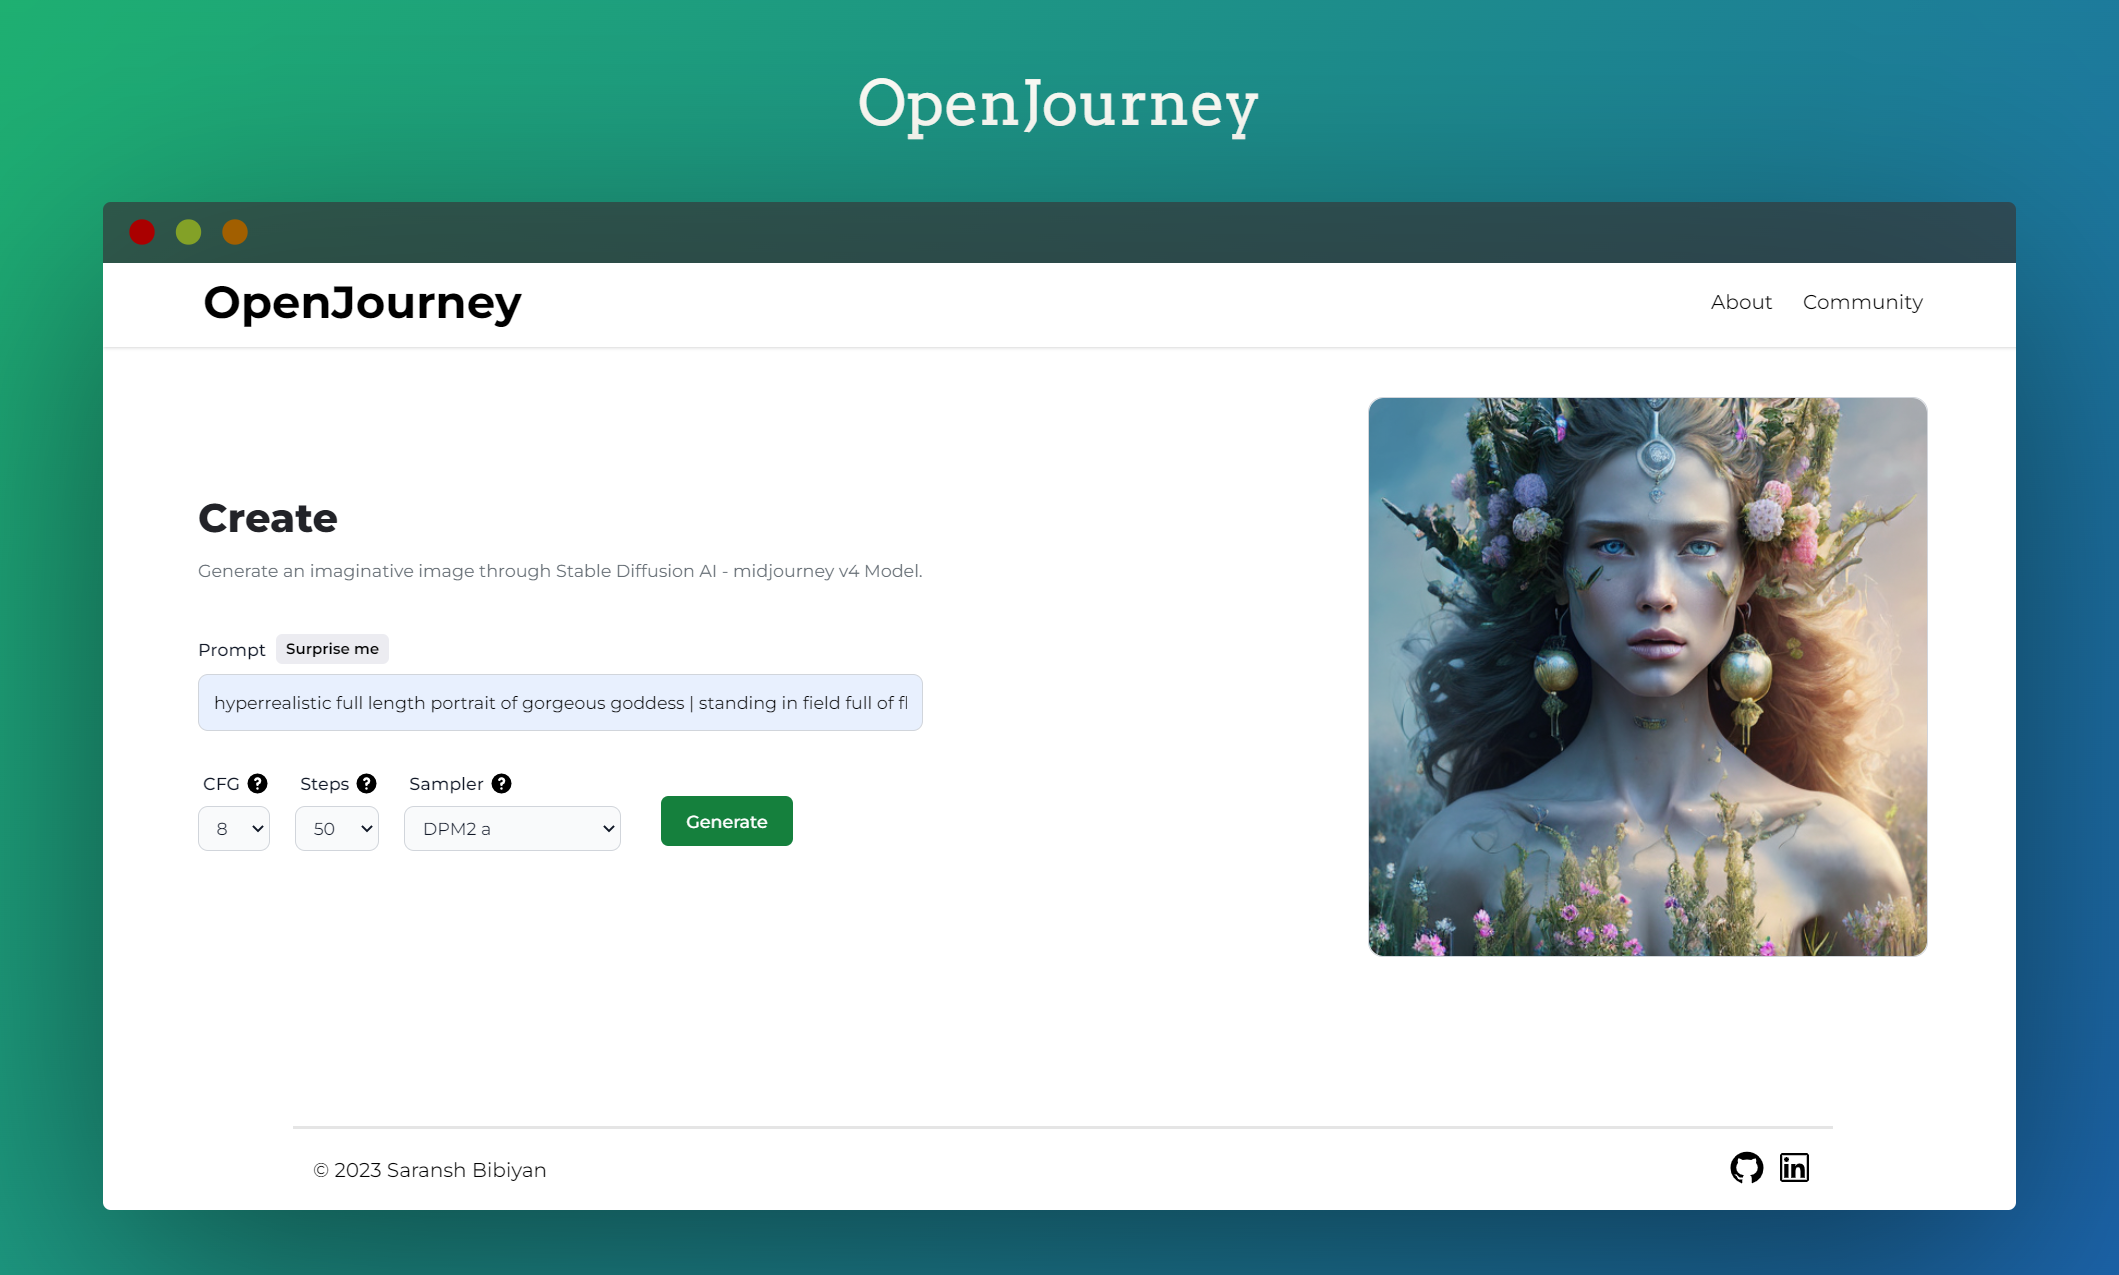 OpenJourney
OpenJourney
About Community
Create
Generate an imaginative image through Stable Diffusion AI - midjourney v4 Model.
Prompt Surprise me
hyperrealistic full length portrait of gorgeous goddess | standing in field full of fl
CFG ? Steps ? Sampler ?
8 50 DPM2 a Generate
© 2023 Saransh Bibiyan in